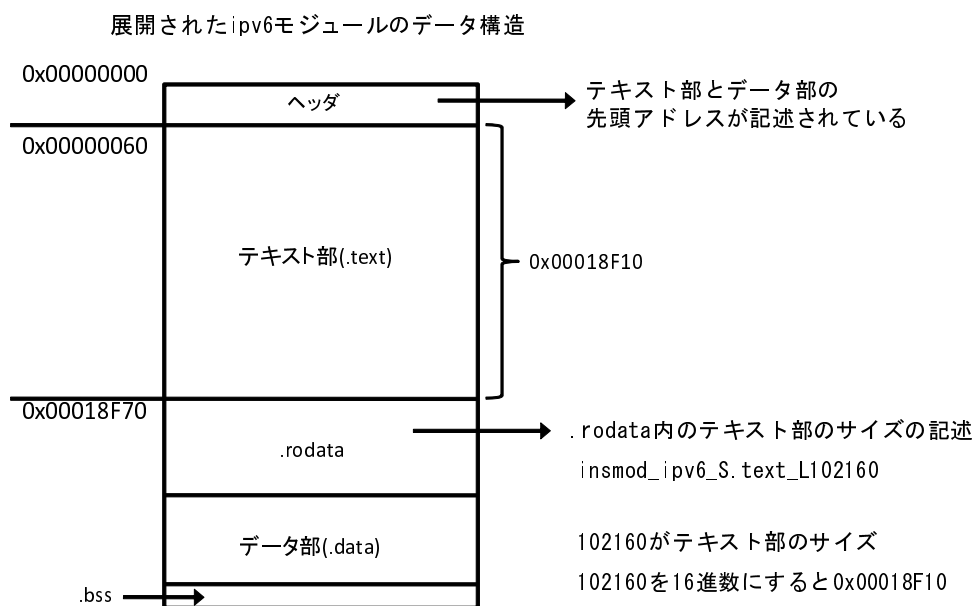 展開されたipv6モジュールのデータ構造
0x00000000
ヘッダ
テキスト部とデータ部の
先頭アドレスが記述されている
0x00000060
テキスト部(.text)
0x00018F10
0x00018F70
.rodata
.rodata内のテキスト部のサイズの記述
insmod_ipv6_S.text_L102160
データ部(.data)
102160がテキスト部のサイズ
102160を16進数にすると0x00018F10
.bss